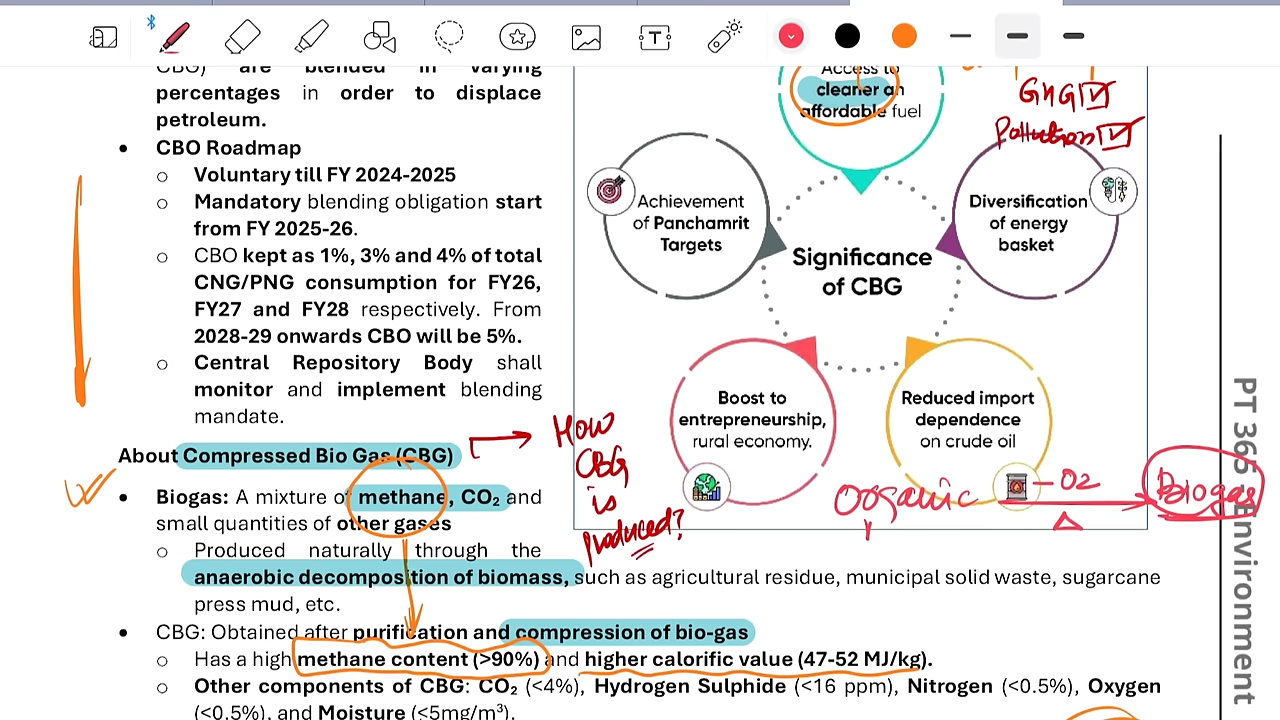 CBG) are blended in varying
percentages in order to displace
petroleum.
• CBO Roadmap
o Voluntary till FY 2024-2025
o Mandatory blending obligation start
from FY 2025-26.
o CBO kept as 1%, 3% and 4% of total
CNG/PNG consumption for FY26,
FY27 and FY28 respectively. From
2028-29 onwards CBO will be 5%.
o Central Repository Body shall
monitor and implement blending
mandate.
Access to
cleaner an
affordable fuel
GHG
Pollution
Achievement
of Panchamrit
Targets
Diversification
of energy
basket
Significance
of CBG
Boost to
entrepreneurship,
rural economy.
Reduced import
dependence
on crude oil
About Compressed Bio Gas (CBG)
How
CBG
is
produced?
Organic
- O2
Δ
Biogas
• Biogas: A mixture of methane, CO₂ and
small quantities of other gases
o Produced naturally through the
anaerobic decomposition of biomass, such as agricultural residue, municipal solid waste, sugarcane
press mud, etc.
• CBG: Obtained after purification and compression of bio-gas
o Has a high methane content (>90%) and higher calorific value (47-52 MJ/kg).
o Other components of CBG: CO₂ (<4%), Hydrogen Sulphide (<16 ppm), Nitrogen (<0.5%), Oxygen
(<0.5%), and Moisture (≤5mg/m³).
PT 365 - Environment